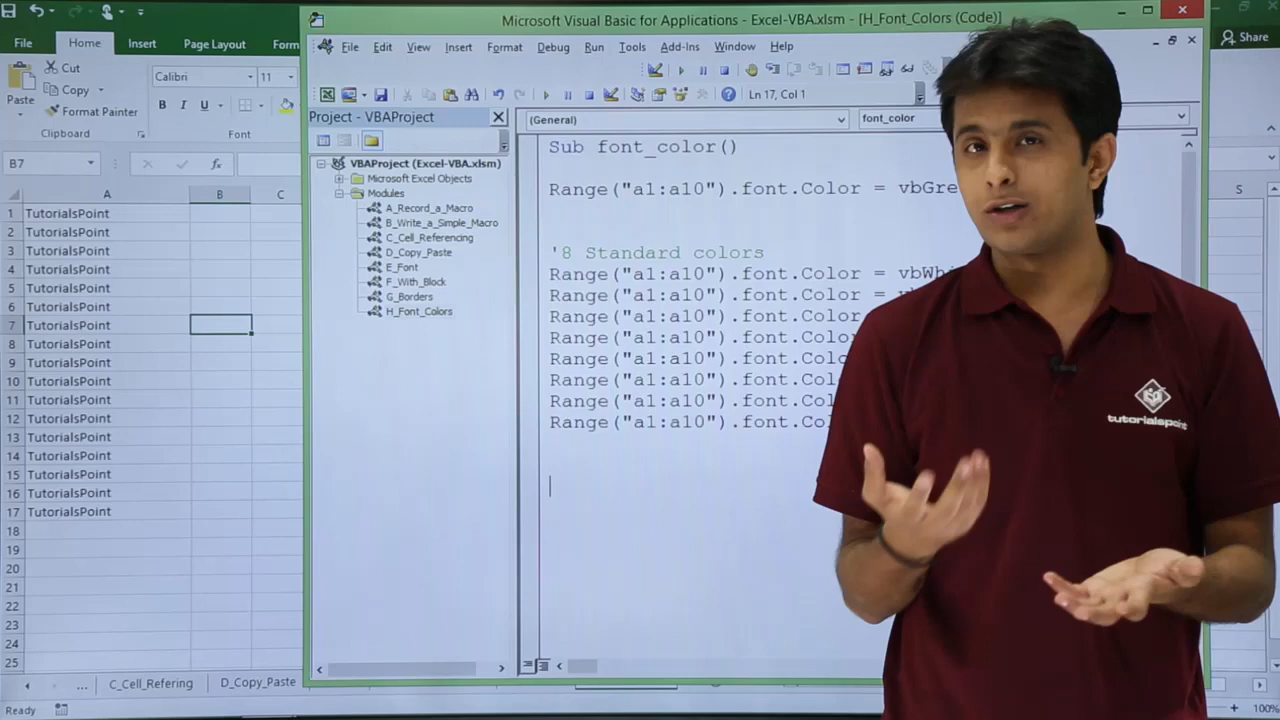 Microsoft Visual Basic for Applications - Excel-VBA.xlsm - [H_Font_Colors (Code)]
File Home Insert Page Layout Form
File Edit View Insert Format Debug Run Tools Add-Ins Window Help
Share
Cut
Copy
Format Painter
Paste
Calibri 11
B I U
Clipboard
Font
Ln 17, Col 1
Project - VBAProject
(General)
font_color
B7
fx
A B C S
VBAProject (Excel-VBA.xlsm)
Microsoft Excel Objects
Modules
A_Record_a_Macro
B_Write_a_Simple_Macro
C_Cell_Referencing
D_Copy_Paste
E_Font
F_With_Block
G_Borders
H_Font_Colors
Sub font_color()
Range("a1:a10").font.Color = vbGre
'8 Standard colors
Range("a1:a10").font.Color = vbWhi
Range("a1:a10").font.Color =
Range("a1:a10").font.Color
Range("a1:a10").font.Colo
Range("a1:a10").font.Colo
Range("a1:a10").font.Col
Range("a1:a10").font.Col
Range("a1:a10").font.Col
1 TutorialsPoint
2 TutorialsPoint
3 TutorialsPoint
4 TutorialsPoint
5 TutorialsPoint
6 TutorialsPoint
7 TutorialsPoint
8 TutorialsPoint
9 TutorialsPoint
10 TutorialsPoint
11 TutorialsPoint
12 TutorialsPoint
13 TutorialsPoint
14 TutorialsPoint
15 TutorialsPoint
16 TutorialsPoint
17 TutorialsPoint
18
19
20
21
22
23
24
25
tutorialspoint
... C_Cell_Refering D_Copy_Paste
Ready
100%